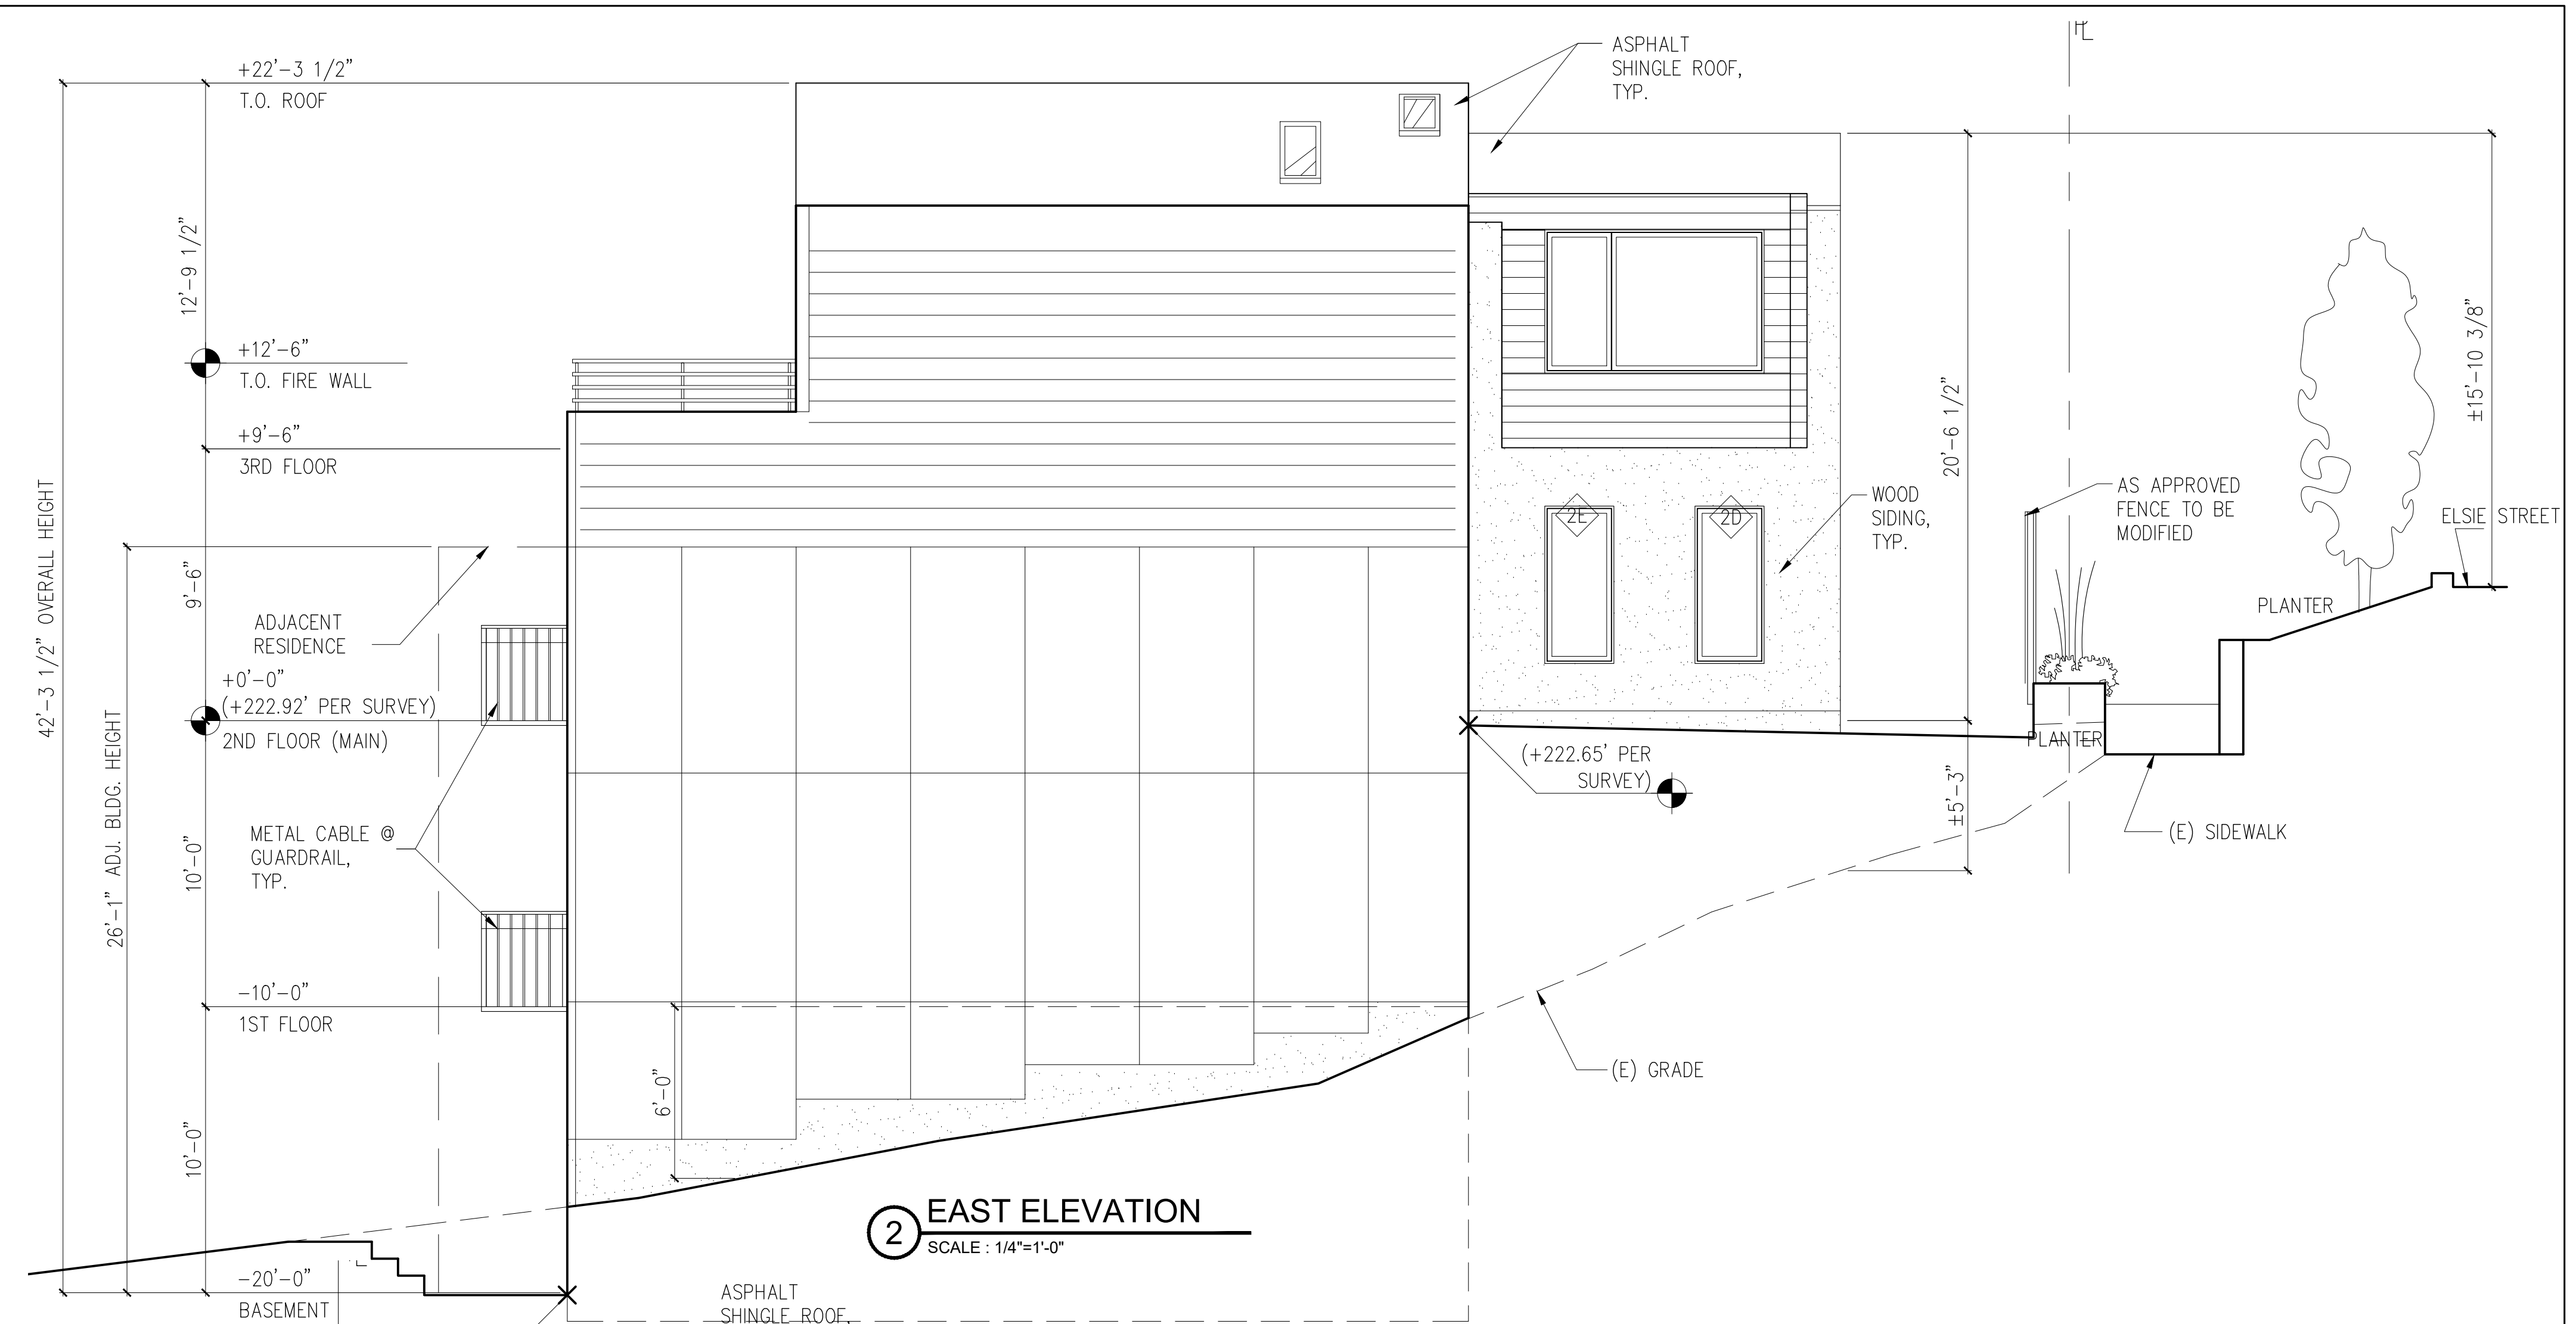 +22'-3 1/2"
T.O. ROOF
12'-9 1/2"
+12'-6"
T.O. FIRE WALL
+9'-6"
3RD FLOOR
42'-3 1/2" OVERALL HEIGHT
9'-6"
ADJACENT
RESIDENCE
+0'-0"
(+222.92' PER SURVEY)
2ND FLOOR (MAIN)
26'-1" ADJ. BLDG. HEIGHT
METAL CABLE @
GUARDRAIL,
TYP.
10'-0"
-10'-0"
1ST FLOOR
10'-0"
-20'-0"
BASEMENT
6'-0"
ASPHALT
SHINGLE ROOF,
TYP.
PL
20'-6 1/2"
±15'-10 3/8"
WOOD
SIDING,
TYP.
2E
2D
AS APPROVED
FENCE TO BE
MODIFIED
ELSIE STREET
PLANTER
PLANTER
(+222.65' PER
SURVEY)
±5'-3"
(E) SIDEWALK
(E) GRADE
2
EAST ELEVATION
SCALE : 1/4"=1'-0"
ASPHALT
SHINGLE ROOF,